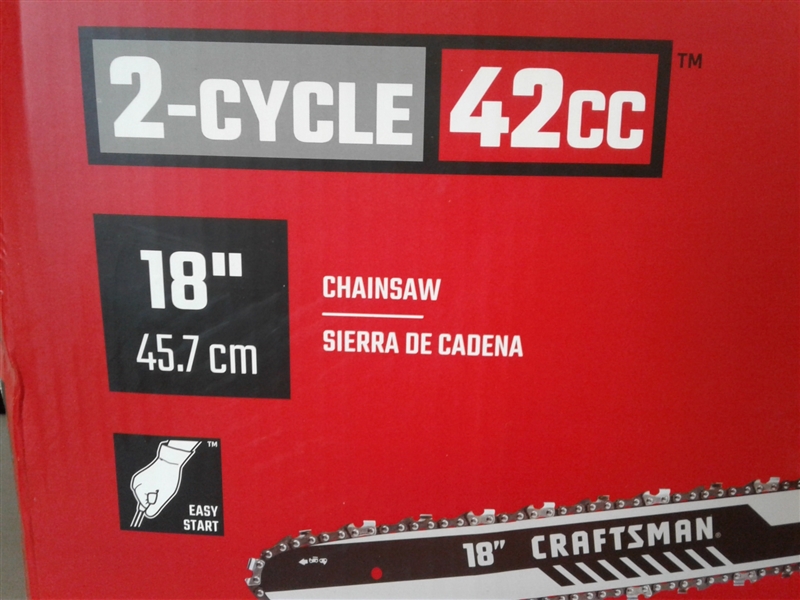 2-CYCLE 42CC™
18"
45.7 cm
CHAINSAW
SIERRA DE CADENA
™
EASY
START
18" CRAFTSMAN®